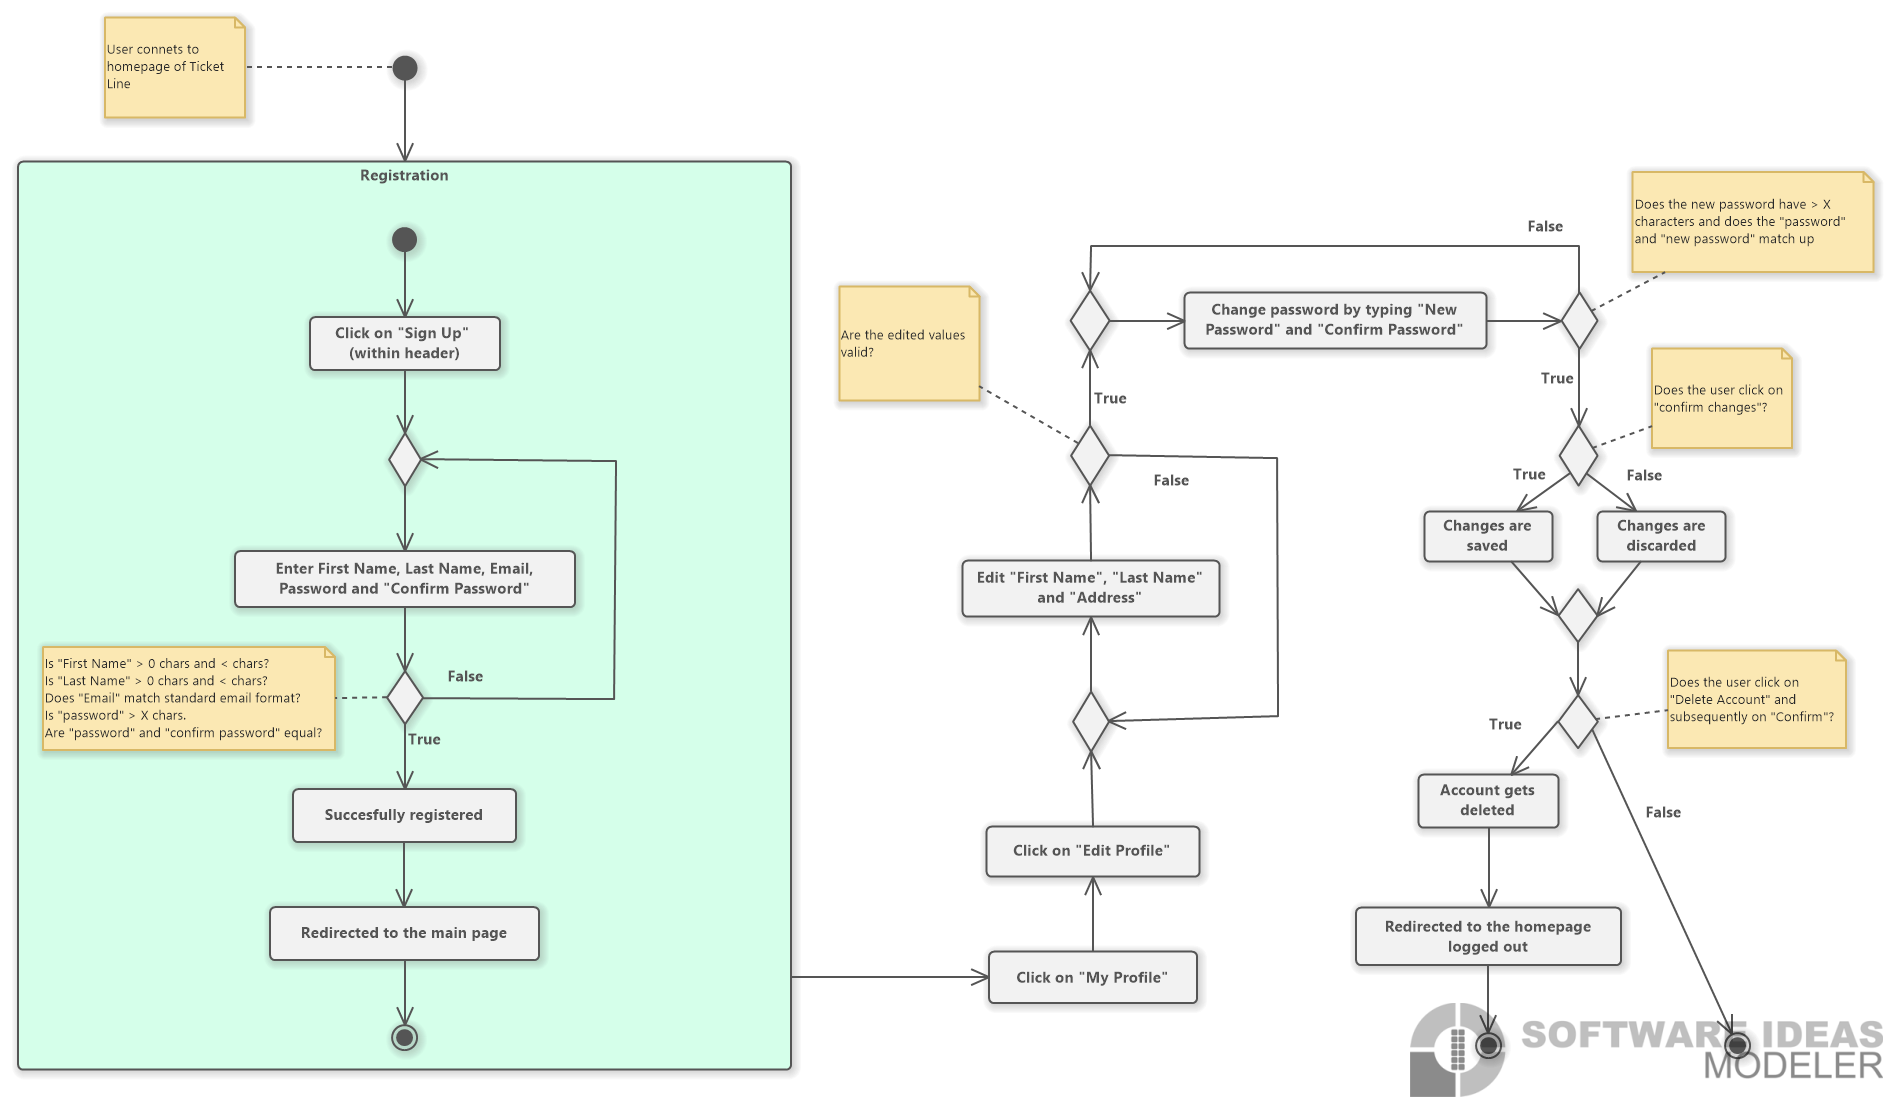 User connets to
homepage of Ticket
Line
Registration
Click on "Sign Up"
(within header)
Enter First Name, Last Name, Email,
Password and "Confirm Password"
Is "First Name" > 0 chars and < chars?
Is "Last Name" > 0 chars and < chars?
Does "Email" match standard email format?
Is "password" > X chars.
Are "password" and "confirm password" equal?
False
True
Succesfully registered
Redirected to the main page
Click on "My Profile"
Click on "Edit Profile"
Edit "First Name", "Last Name"
and "Address"
False
Are the edited values
valid?
True
Change password by typing "New
Password" and "Confirm Password"
False
Does the new password have > X
characters and does the "password"
and "new password" match up
True
Does the user click on
"confirm changes"?
True
False
Changes are
saved
Changes are
discarded
Does the user click on
"Delete Account" and
subsequently on "Confirm"?
True
False
Account gets
deleted
Redirected to the homepage
logged out
SOFTWARE IDEAS
MODELER